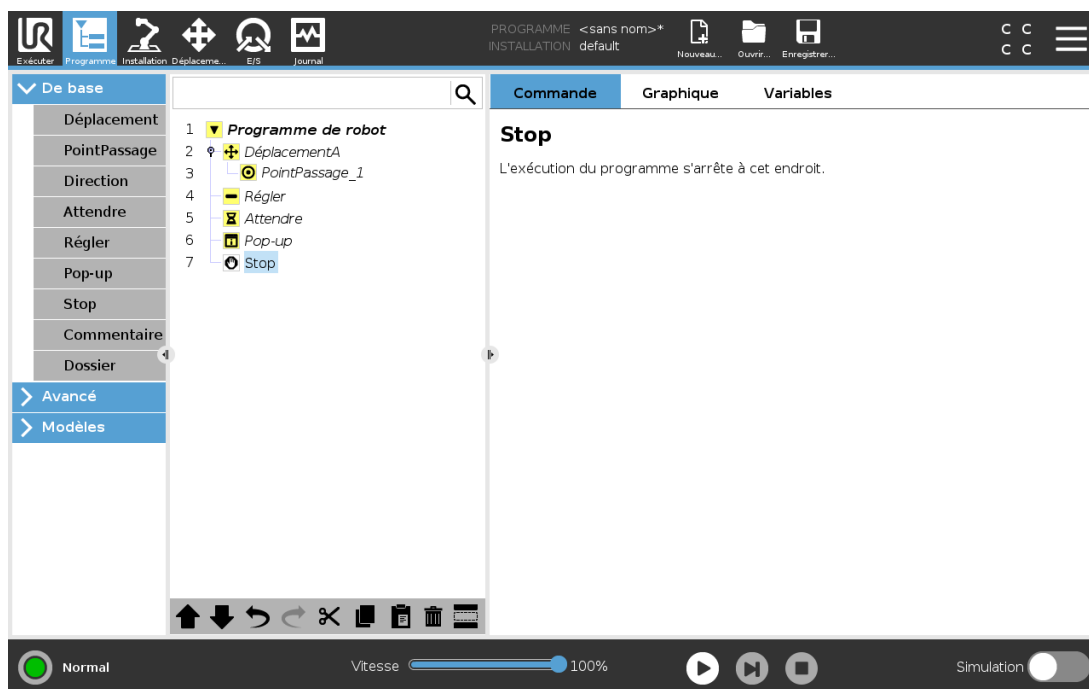 UR
PROGRAMME <sans nom>*
INSTALLATION default
C C
C C
Exécuter Programme Installation Déplaceme... E/S Journal
Nouveau... Ouvrir... Enregistrer...
De base
Déplacement
PointPassage
Direction
Attendre
Régler
Pop-up
Stop
Commentaire
Dossier
Avancé
Modèles
1 Programme de robot
2 DéplacementA
3 PointPassage_1
4 Régler
5 Attendre
6 Pop-up
7 Stop
Commande Graphique Variables
Stop
L'exécution du programme s'arrête à cet endroit.
Normal
Vitesse 100%
Simulation